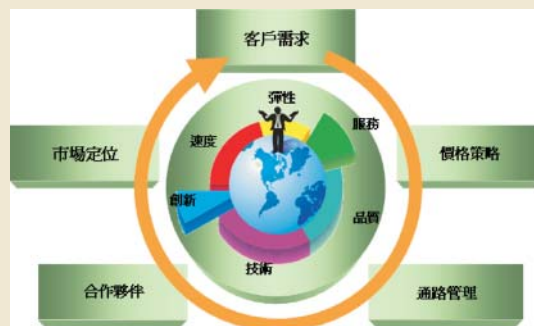 客戶需求
彈性
服務
速度
市場定位
價格策略
創新
品質
技術
合作夥伴
通路管理